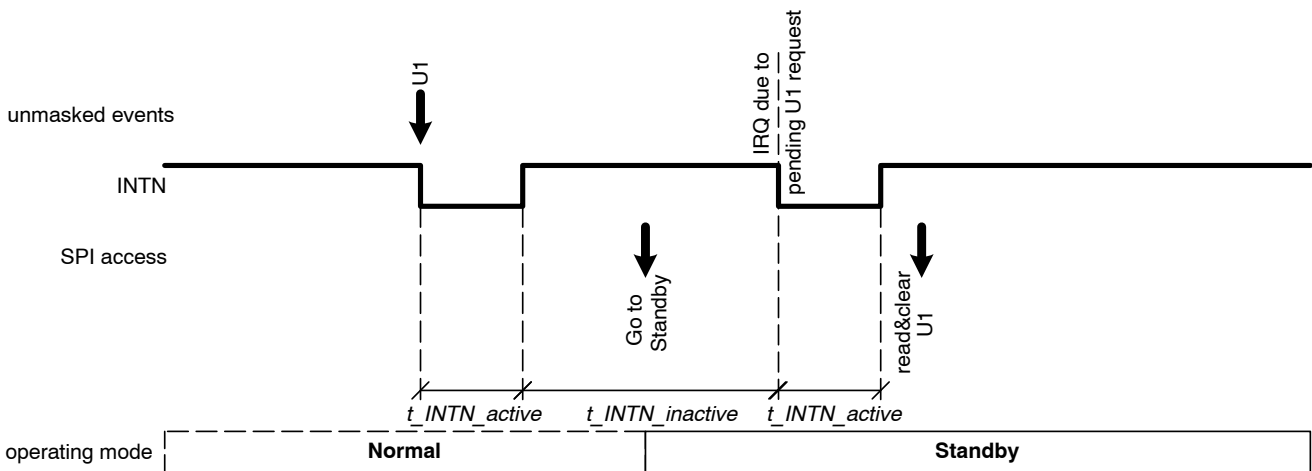 U1
IRQ due to
pending U1 request
unmasked events
INTN
SPI access
Go to
Standby
read&clear
U1
t_INTN_active
t_INTN_inactive
t_INTN_active
operating mode
Normal
Standby